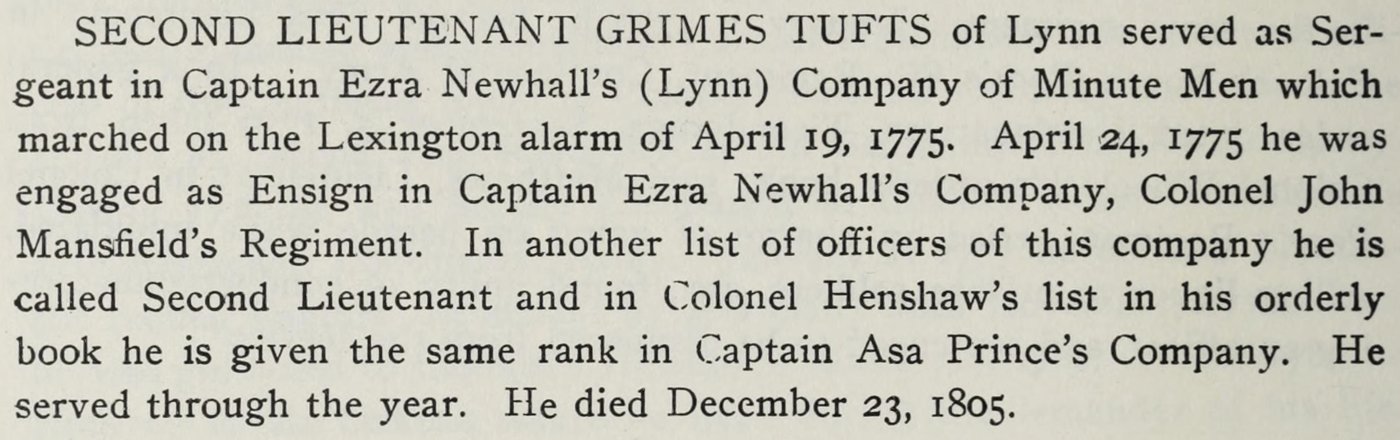 SECOND LIEUTENANT GRIMES TUFTS of Lynn served as Ser-
geant in Captain Ezra Newhall's (Lynn) Company of Minute Men which
marched on the Lexington alarm of April 19, 1775. April 24, 1775 he was
engaged as Ensign in Captain Ezra Newhall's Company, Colonel John
Mansfield's Regiment. In another list of officers of this company he is
called Second Lieutenant and in Colonel Henshaw's list in his orderly
book he is given the same rank in Captain Asa Prince's Company. He
served through the year. He died December 23, 1805.